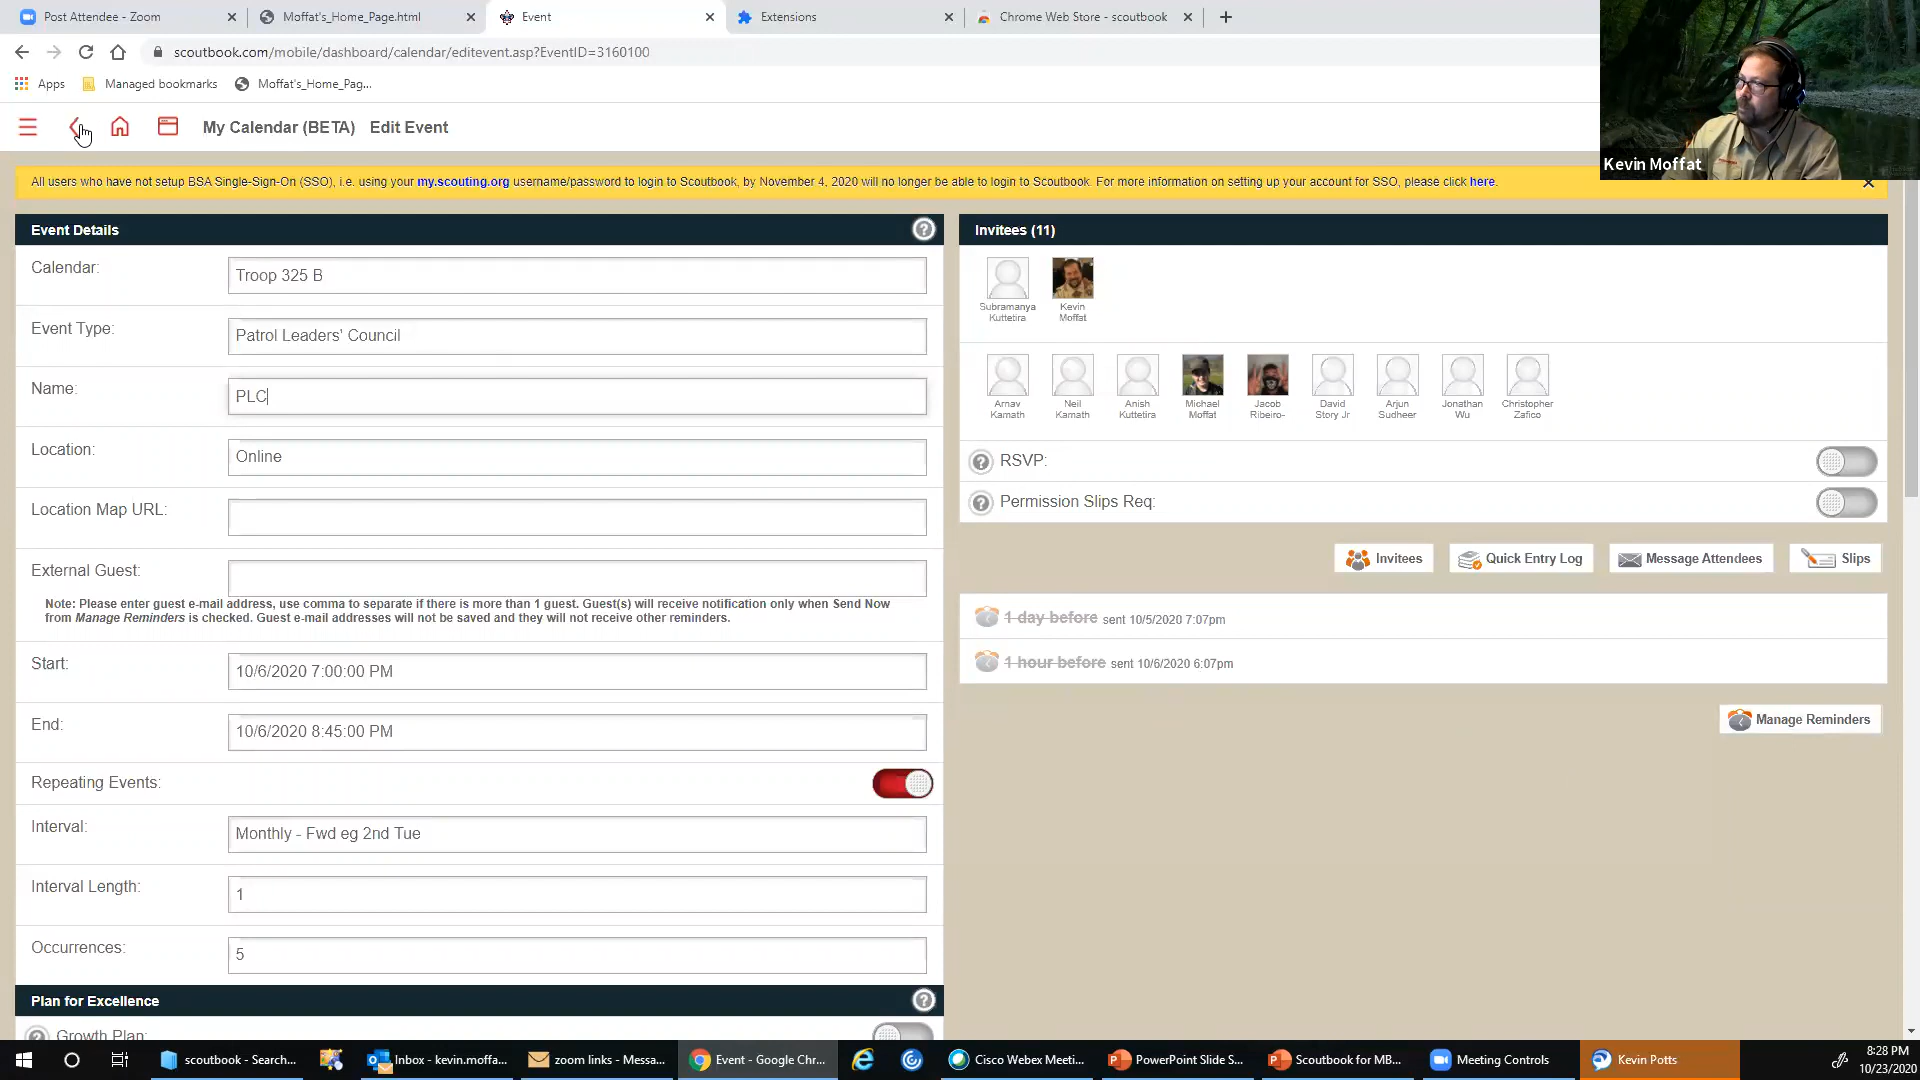 Post Attendee - Zoom
Moffat's_Home_Page.html
Event
Extensions
Chrome Web Store - scoutbook
scoutbook.com/mobile/dashboard/calendar/editevent.asp?EventID=3160100
Apps
Managed bookmarks
Moffat's_Home_Pag...
My Calendar (BETA) Edit Event
Kevin Moffat
All users who have not setup BSA Single-Sign-On (SSO), i.e. using your my.scouting.org username/password to login to Scoutbook, by November 4, 2020 will no longer be able to login to Scoutbook. For more information on setting up your account for SSO, please click here.
Event Details
Calendar:
Troop 325 B
Event Type:
Patrol Leaders' Council
Name:
PLC
Location:
Online
Location Map URL:
External Guest:
Note: Please enter guest e-mail address, use comma to separate if there is more than 1 guest. Guest(s) will receive notification only when Send Now
from Manage Reminders is checked. Guest e-mail addresses will not be saved and they will not receive other reminders.
Start:
10/6/2020 7:00:00 PM
End:
10/6/2020 8:45:00 PM
Repeating Events:
Interval:
Monthly - Fwd eg 2nd Tue
Interval Length:
1
Occurrences:
5
Plan for Excellence
Growth Plan:
Invitees (11)
Subramanya
Kuttetira
Kevin
Moffat
Arnav
Kamath
Neil
Kamath
Anish
Kuttetira
Michael
Moffat
Jacob
Ribeiro-
David
Story Jr
Arjun
Sudheer
Jonathan
Wu
Christopher
Zafico
RSVP:
Permission Slips Req:
Invitees
Quick Entry Log
Message Attendees
Slips
1 day before sent 10/5/2020 7:07pm
1 hour before sent 10/6/2020 6:07pm
Manage Reminders
scoutbook - Search...
Inbox - kevin.moffa...
zoom links - Messa...
Event - Google Chr...
Cisco Webex Meeti...
PowerPoint Slide S...
Scoutbook for MB...
Meeting Controls
Kevin Potts
8:28 PM
10/23/2020